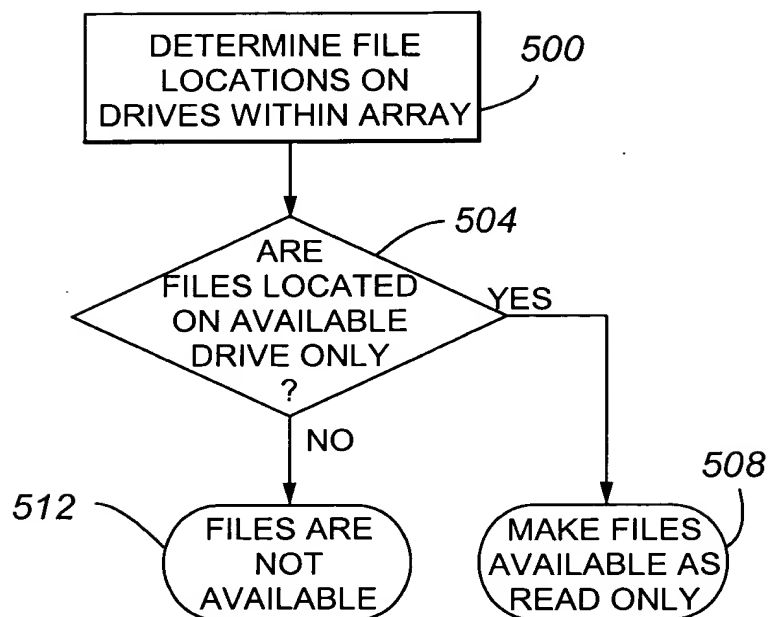 DETERMINE FILE
LOCATIONS ON
DRIVES WITHIN ARRAY
500
504
ARE
FILES LOCATED
ON AVAILABLE
DRIVE ONLY
?
YES
NO
512
FILES ARE
NOT
AVAILABLE
508
MAKE FILES
AVAILABLE AS
READ ONLY